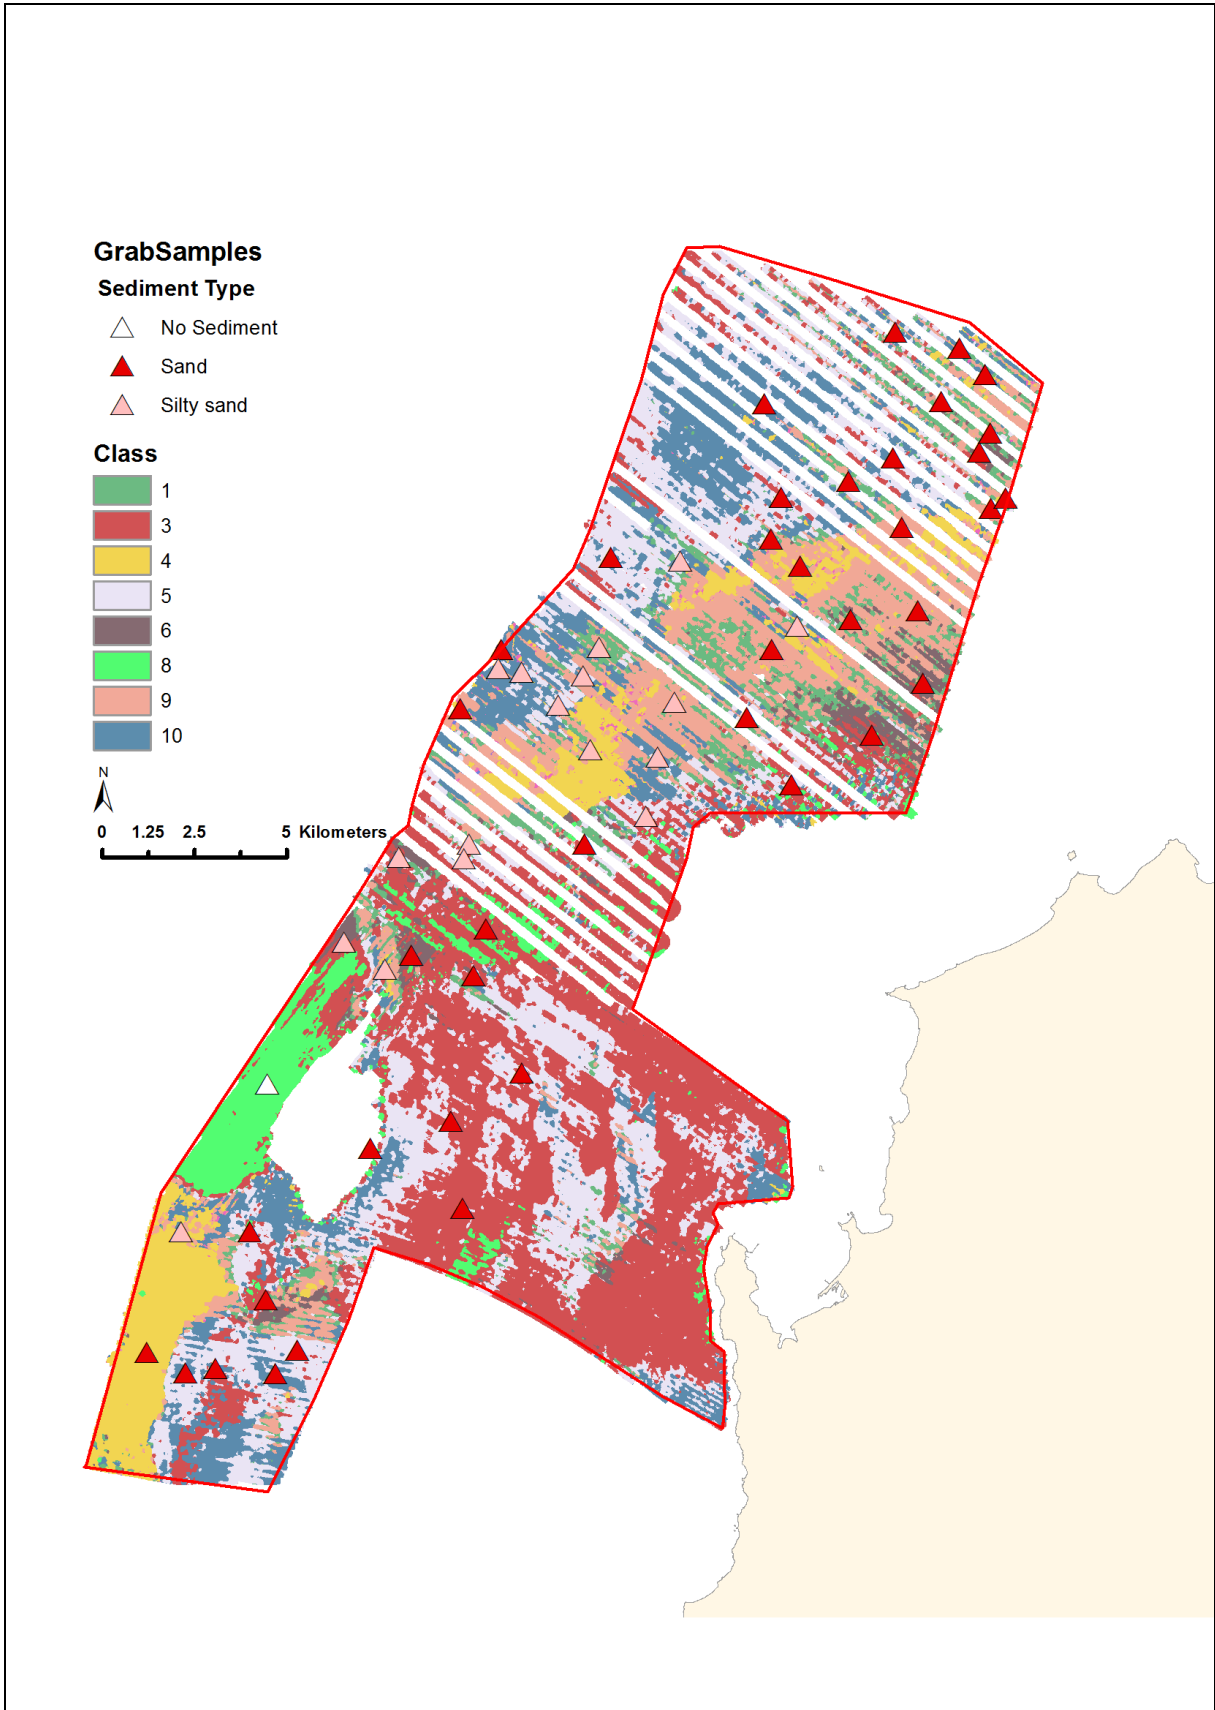 GrabSamples
Sediment Type
No Sediment
Sand
Silty sand
Class
1
3
4
5
6
8
9
10
N
0 1.25 2.5 5 Kilometers